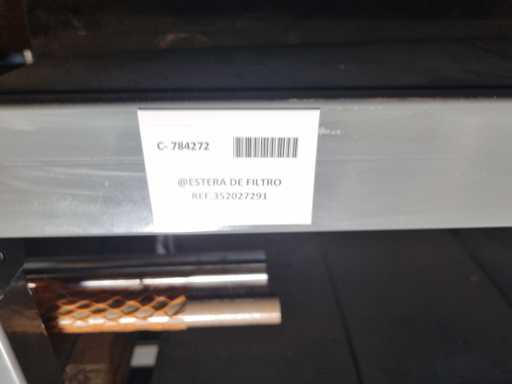 C- 784272
@ESTERA DE FILTRO
REF.352027291